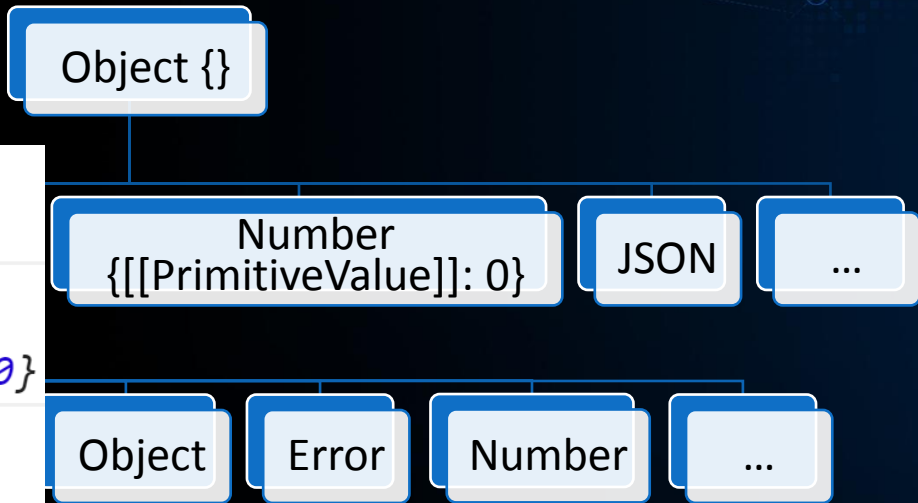 Object {}
Number
{[[PrimitiveValue]]: 0}
JSON
...
0}
Object
Error
Number
...